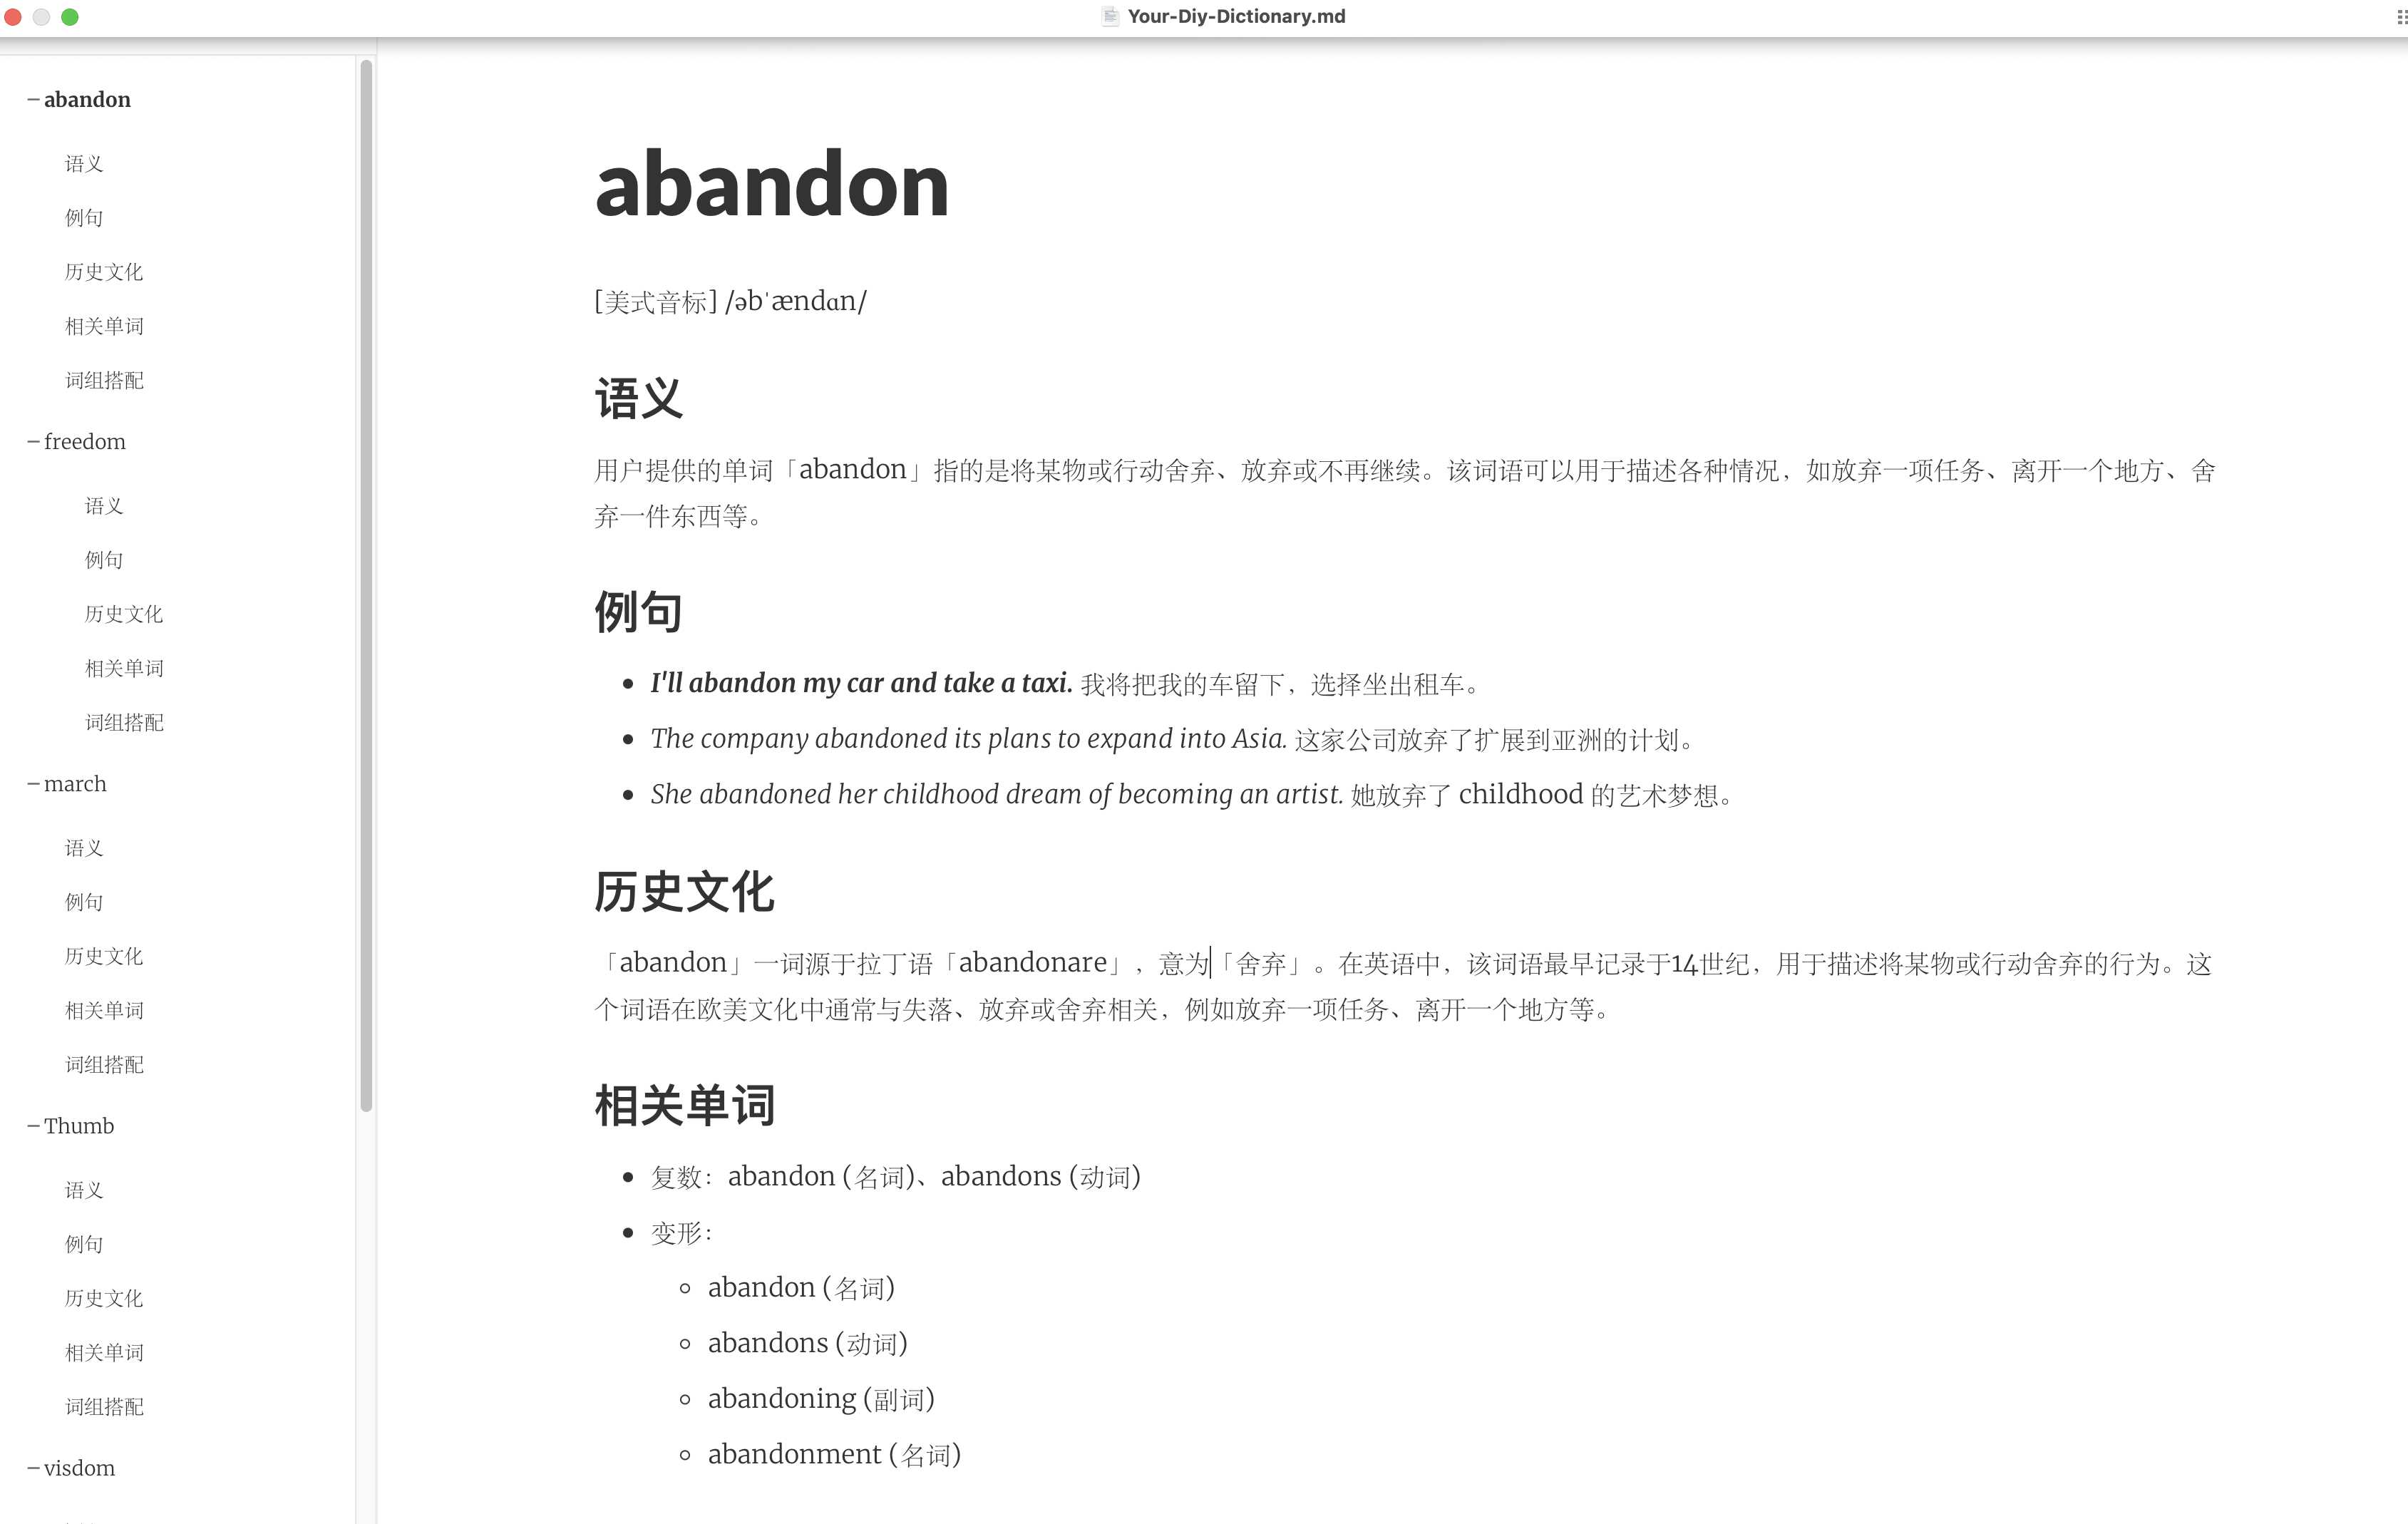 Your-Diy-Dictionary.md
abandon
语义
例句
历史文化
相关单词
词组搭配
freedom
语义
例句
历史文化
相关单词
词组搭配
march
语义
例句
历史文化
相关单词
词组搭配
Thumb
语义
例句
历史文化
相关单词
词组搭配
visdom
abandon
[美式音标] /əbˈændɑn/
语义
用户提供的单词「abandon」指的是将某物或行动舍弃、放弃或不再继续。该词语可以用于描述各种情况，如放弃一项任务、离开一个地方、舍
弃一件东西等。
例句
I'll abandon my car and take a taxi. 我将把我的车留下，选择坐出租车。
The company abandoned its plans to expand into Asia. 这家公司放弃了扩展到亚洲的计划。
She abandoned her childhood dream of becoming an artist. 她放弃了 childhood 的艺术梦想。
历史文化
「abandon」一词源于拉丁语「abandonare」，意为「舍弃」。在英语中，该词语最早记录于14世纪，用于描述将某物或行动舍弃的行为。这
个词语在欧美文化中通常与失落、放弃或舍弃相关，例如放弃一项任务、离开一个地方等。
相关单词
复数：abandon (名词)、abandons (动词)
变形：
abandon (名词)
abandons (动词)
abandoning (副词)
abandonment (名词)